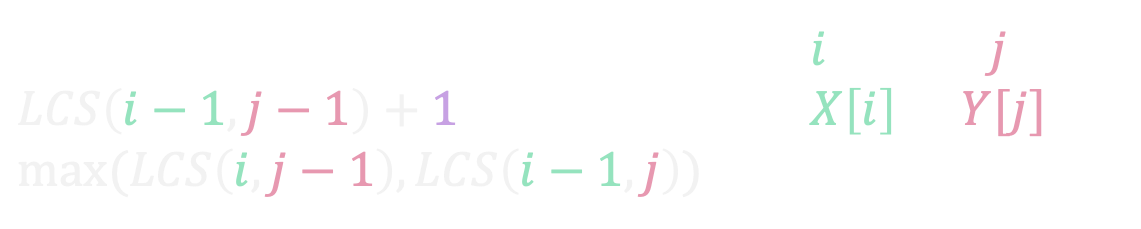 i j
LCS(i − 1, j − 1) + 1 X[i] Y[j]
max(LCS(i, j − 1), LCS(i − 1, j))